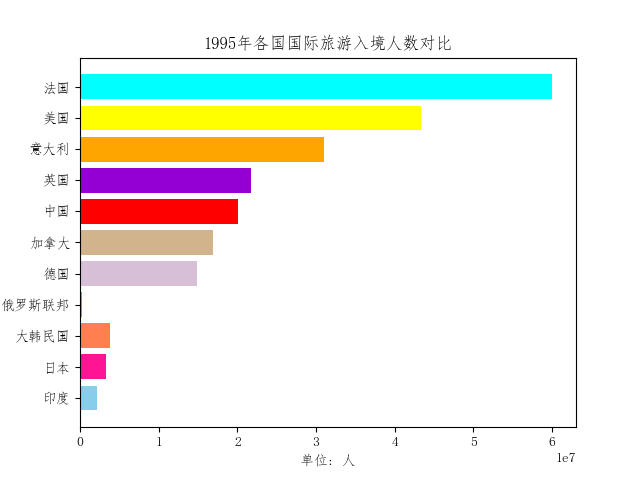 1995年各国国际旅游入境人数对比
法国
美国
意大利
英国
中国
加拿大
德国
俄罗斯联邦
大韩民国
日本
印度
0 1 2 3 4 5 6
1e7
单位：人